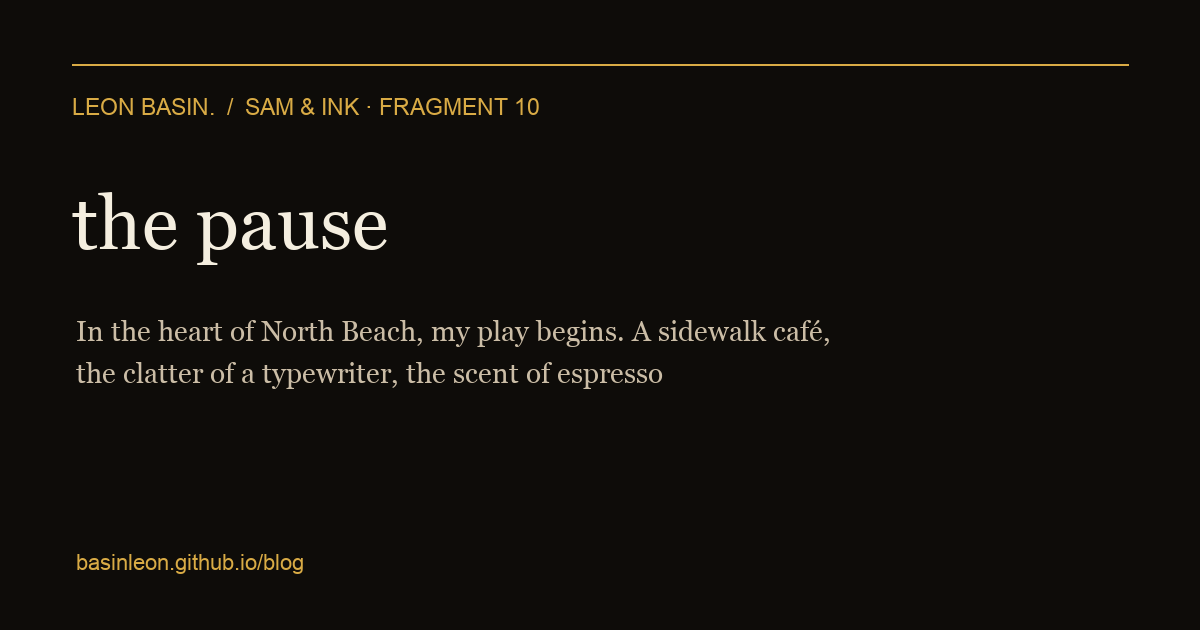 LEON BASIN. / SAM & INK · FRAGMENT 10
the pause
In the heart of North Beach, my play begins. A sidewalk café,
the clatter of a typewriter, the scent of espresso
basinleon.github.io/blog